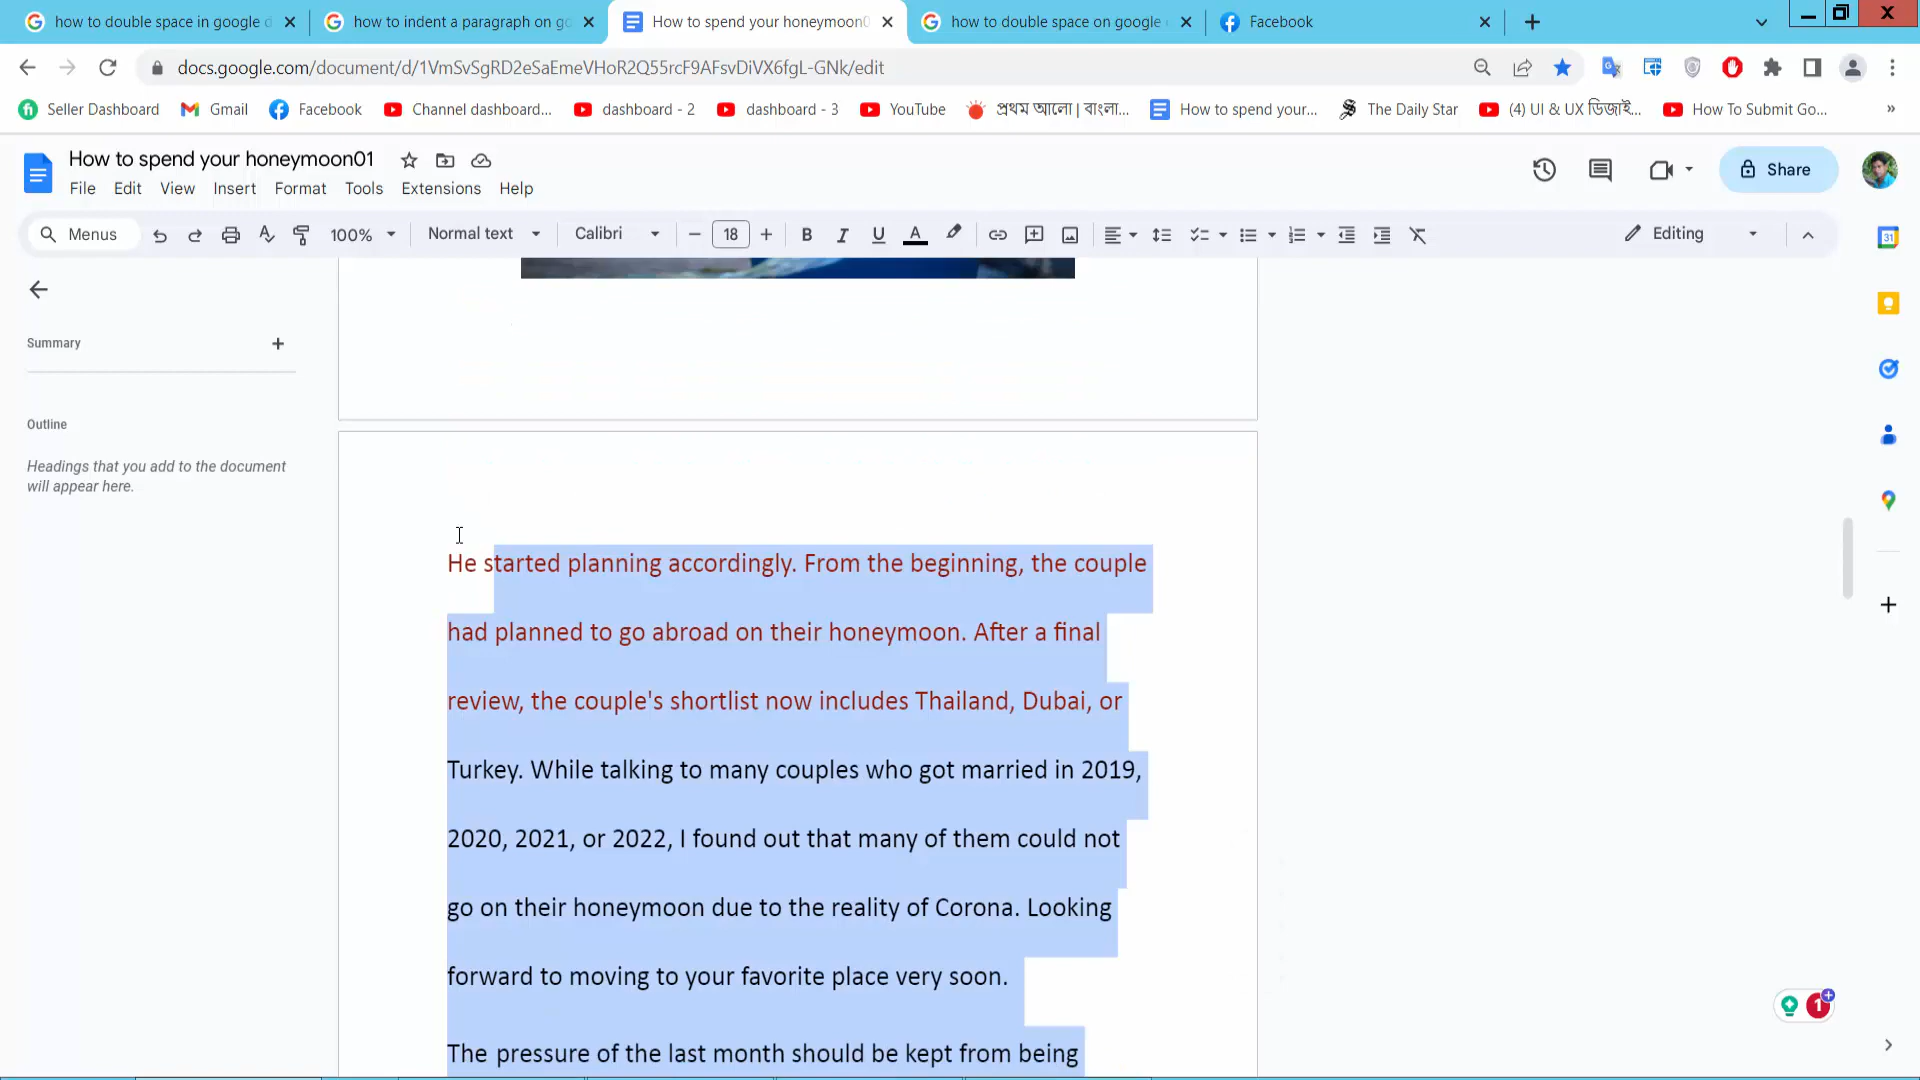 how to double space in google d
how to indent a paragraph on go
How to spend your honeymoon0
how to double space on google
Facebook
docs.google.com/document/d/1VmSvSgRD2eSaEmeVHoR2Q55rcF9AFsvDiVX6fgL-GNk/edit
Seller Dashboard
Gmail
Facebook
Channel dashboard...
dashboard - 2
dashboard - 3
YouTube
প্রথম আলো | বাংলা...
How to spend your...
The Daily Star
(4) UI & UX ডিজাই...
How To Submit Go...
How to spend your honeymoon01
File Edit View Insert Format Tools Extensions Help
Share
Menus
100%
Normal text
Calibri
18
Editing
31
Summary
Outline
Headings that you add to the document
will appear here.
He started planning accordingly. From the beginning, the couple
had planned to go abroad on their honeymoon. After a final
review, the couple's shortlist now includes Thailand, Dubai, or
Turkey. While talking to many couples who got married in 2019,
2020, 2021, or 2022, I found out that many of them could not
go on their honeymoon due to the reality of Corona. Looking
forward to moving to your favorite place very soon.
The pressure of the last month should be kept from being
1